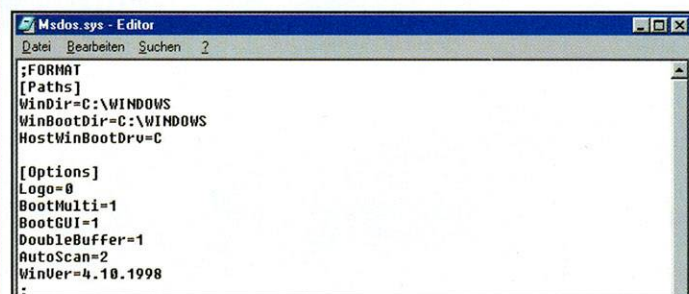 Msdos.sys - Editor
Datei Bearbeiten Suchen ?
;FORMAT
[Paths]
WinDir=C:\WINDOWS
WinBootDir=C:\WINDOWS
HostWinBootDrv=C
[Options]
Logo=0
BootMulti=1
BootGUI=1
DoubleBuffer=1
AutoScan=2
WinVer=4.10.1998
;